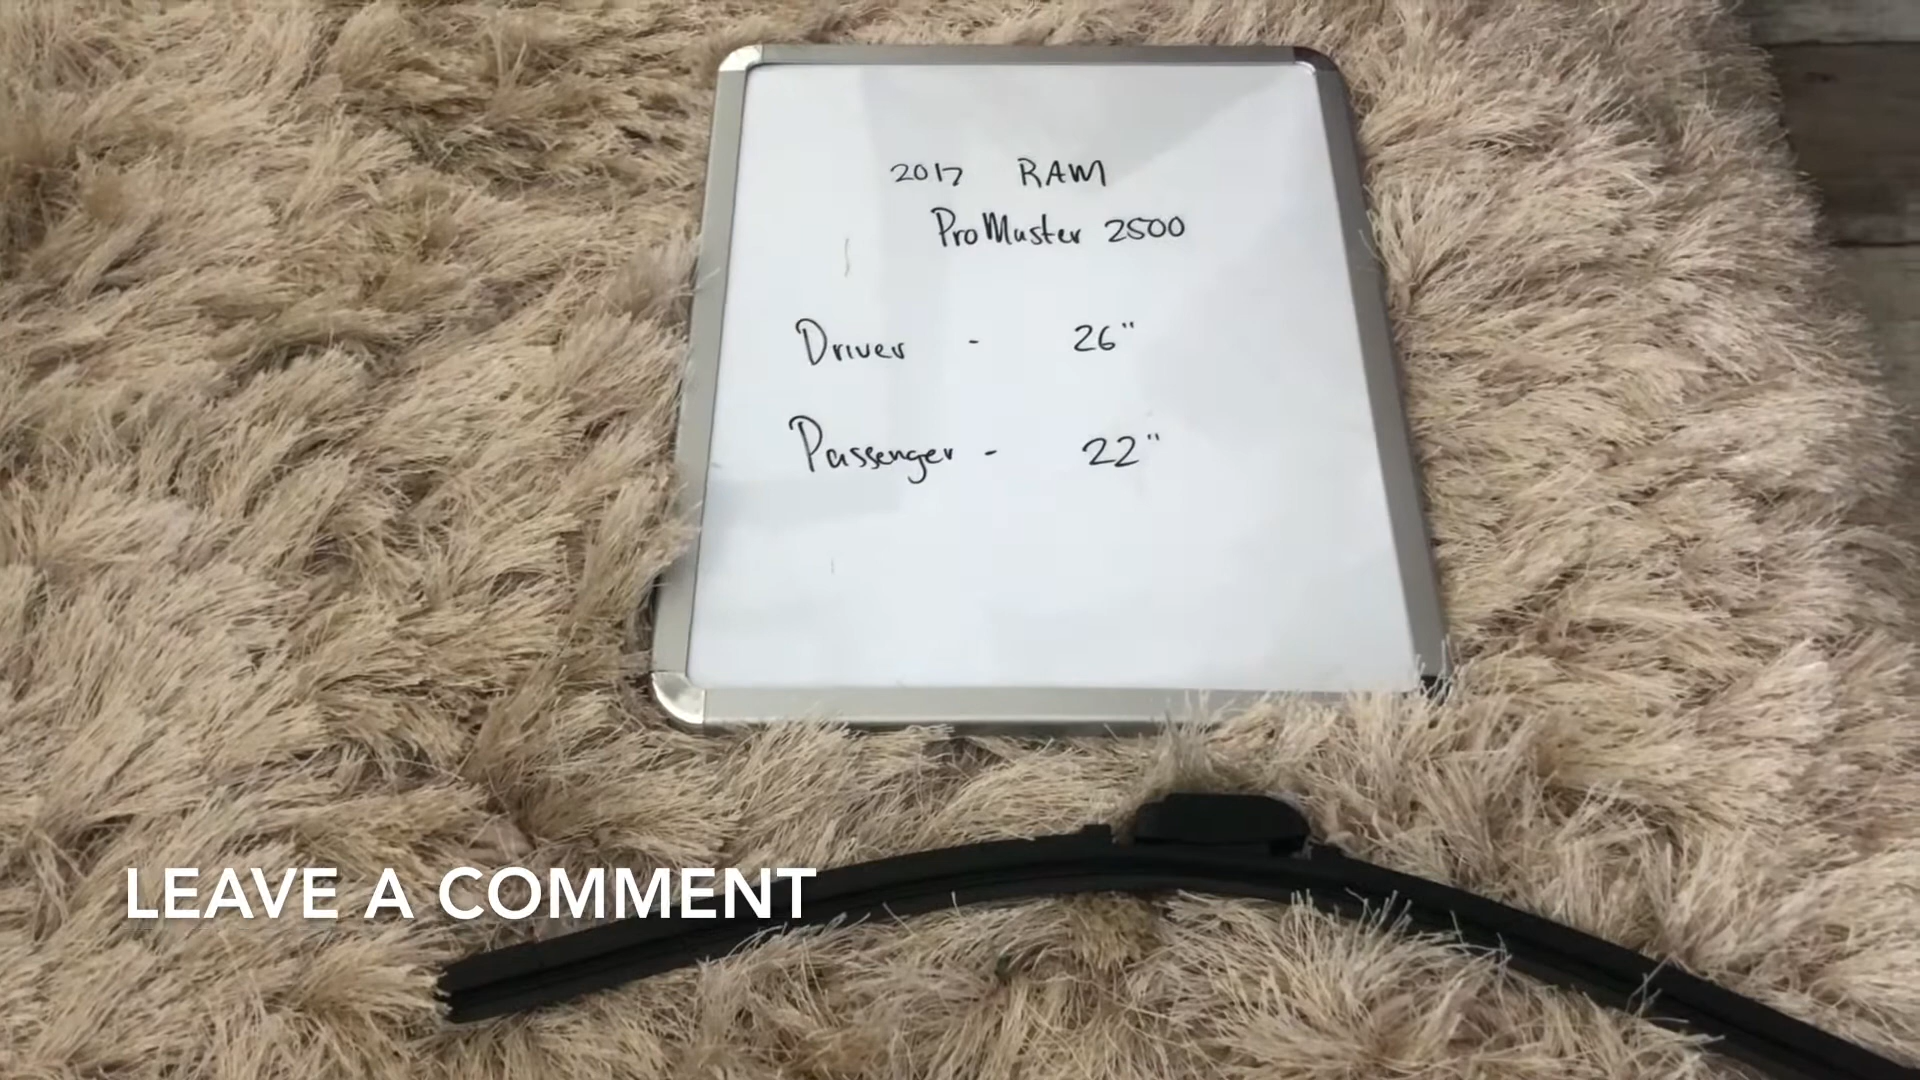 2017 RAM
ProMaster 2500
Driver - 26"
Passenger - 22"
LEAVE A COMMENT